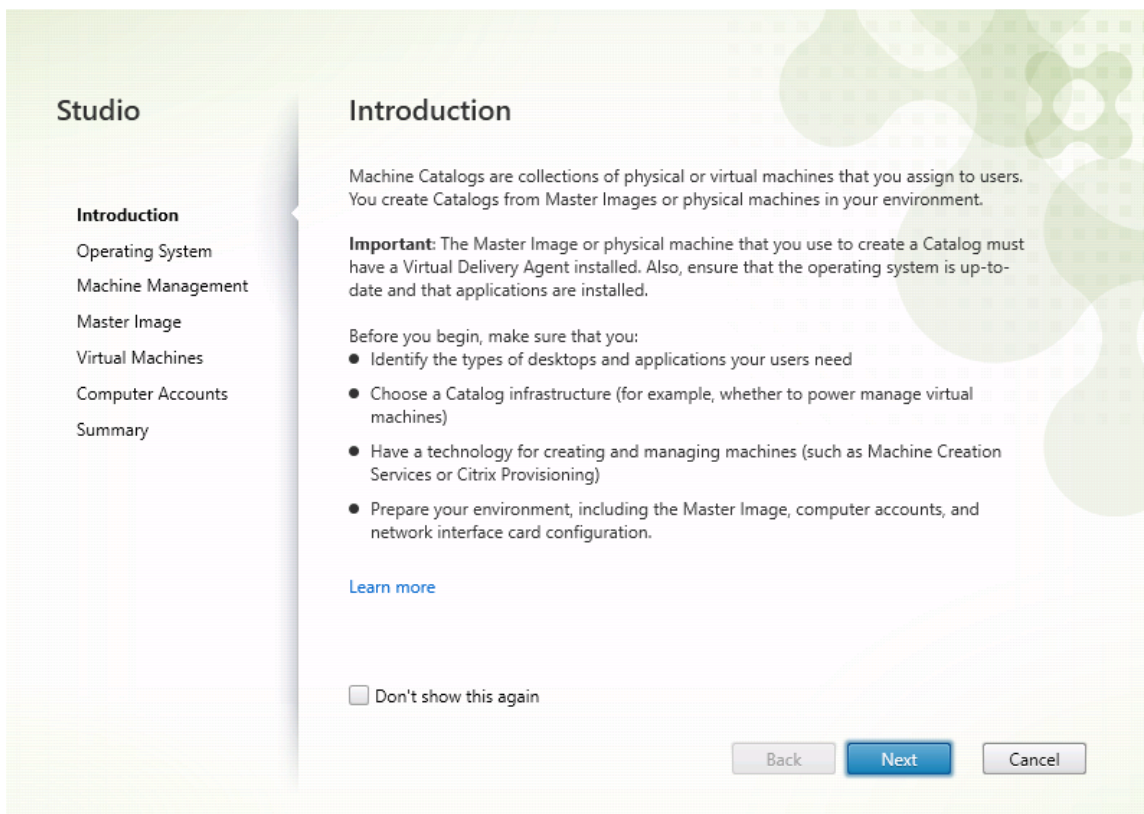 Studio
Introduction
Operating System
Machine Management
Master Image
Virtual Machines
Computer Accounts
Summary
Introduction
Machine Catalogs are collections of physical or virtual machines that you assign to users.
You create Catalogs from Master Images or physical machines in your environment.
Important: The Master Image or physical machine that you use to create a Catalog must
have a Virtual Delivery Agent installed. Also, ensure that the operating system is up-to-
date and that applications are installed.
Before you begin, make sure that you:
● Identify the types of desktops and applications your users need
● Choose a Catalog infrastructure (for example, whether to power manage virtual
machines)
● Have a technology for creating and managing machines (such as Machine Creation
Services or Citrix Provisioning)
● Prepare your environment, including the Master Image, computer accounts, and
network interface card configuration.
Learn more
Don't show this again
Back Next Cancel